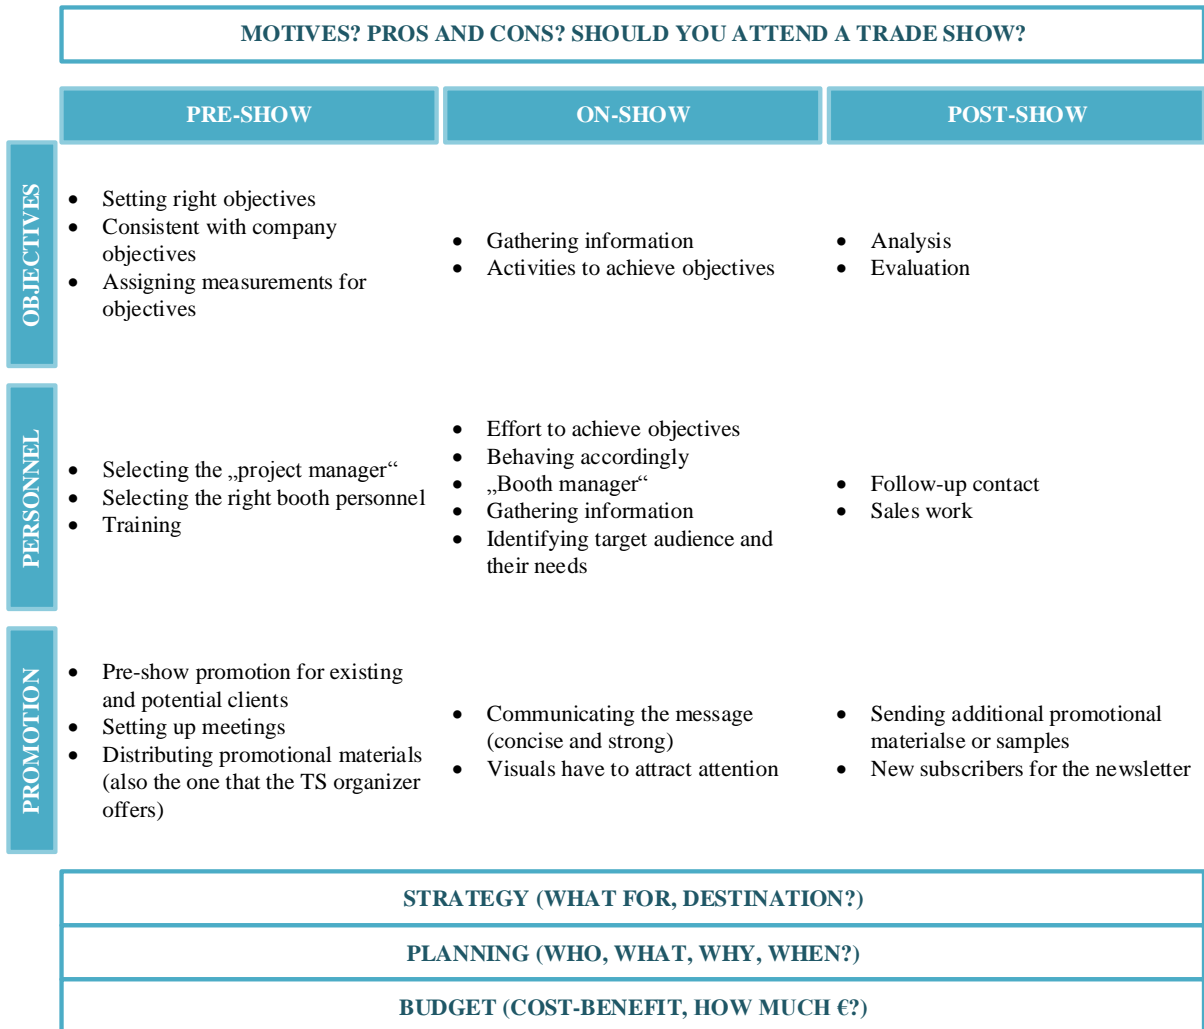 MOTIVES? PROS AND CONS? SHOULD YOU ATTEND A TRADE SHOW?
PRE-SHOW
ON-SHOW
POST-SHOW
OBJECTIVES
• Setting right objectives
• Consistent with company
objectives
• Assigning measurements for
objectives
• Gathering information
• Activities to achieve objectives
• Analysis
• Evaluation
PERSONNEL
• Selecting the „project manager“
• Selecting the right booth personnel
• Training
• Effort to achieve objectives
• Behaving accordingly
• „Booth manager“
• Gathering information
• Identifying target audience and
their needs
• Follow-up contact
• Sales work
PROMOTION
• Pre-show promotion for existing
and potential clients
• Setting up meetings
• Distributing promotional materials
(also the one that the TS organizer
offers)
• Communicating the message
(concise and strong)
• Visuals have to attract attention
• Sending additional promotional
materialse or samples
• New subscribers for the newsletter
STRATEGY (WHAT FOR, DESTINATION?)
PLANNING (WHO, WHAT, WHY, WHEN?)
BUDGET (COST-BENEFIT, HOW MUCH €?)